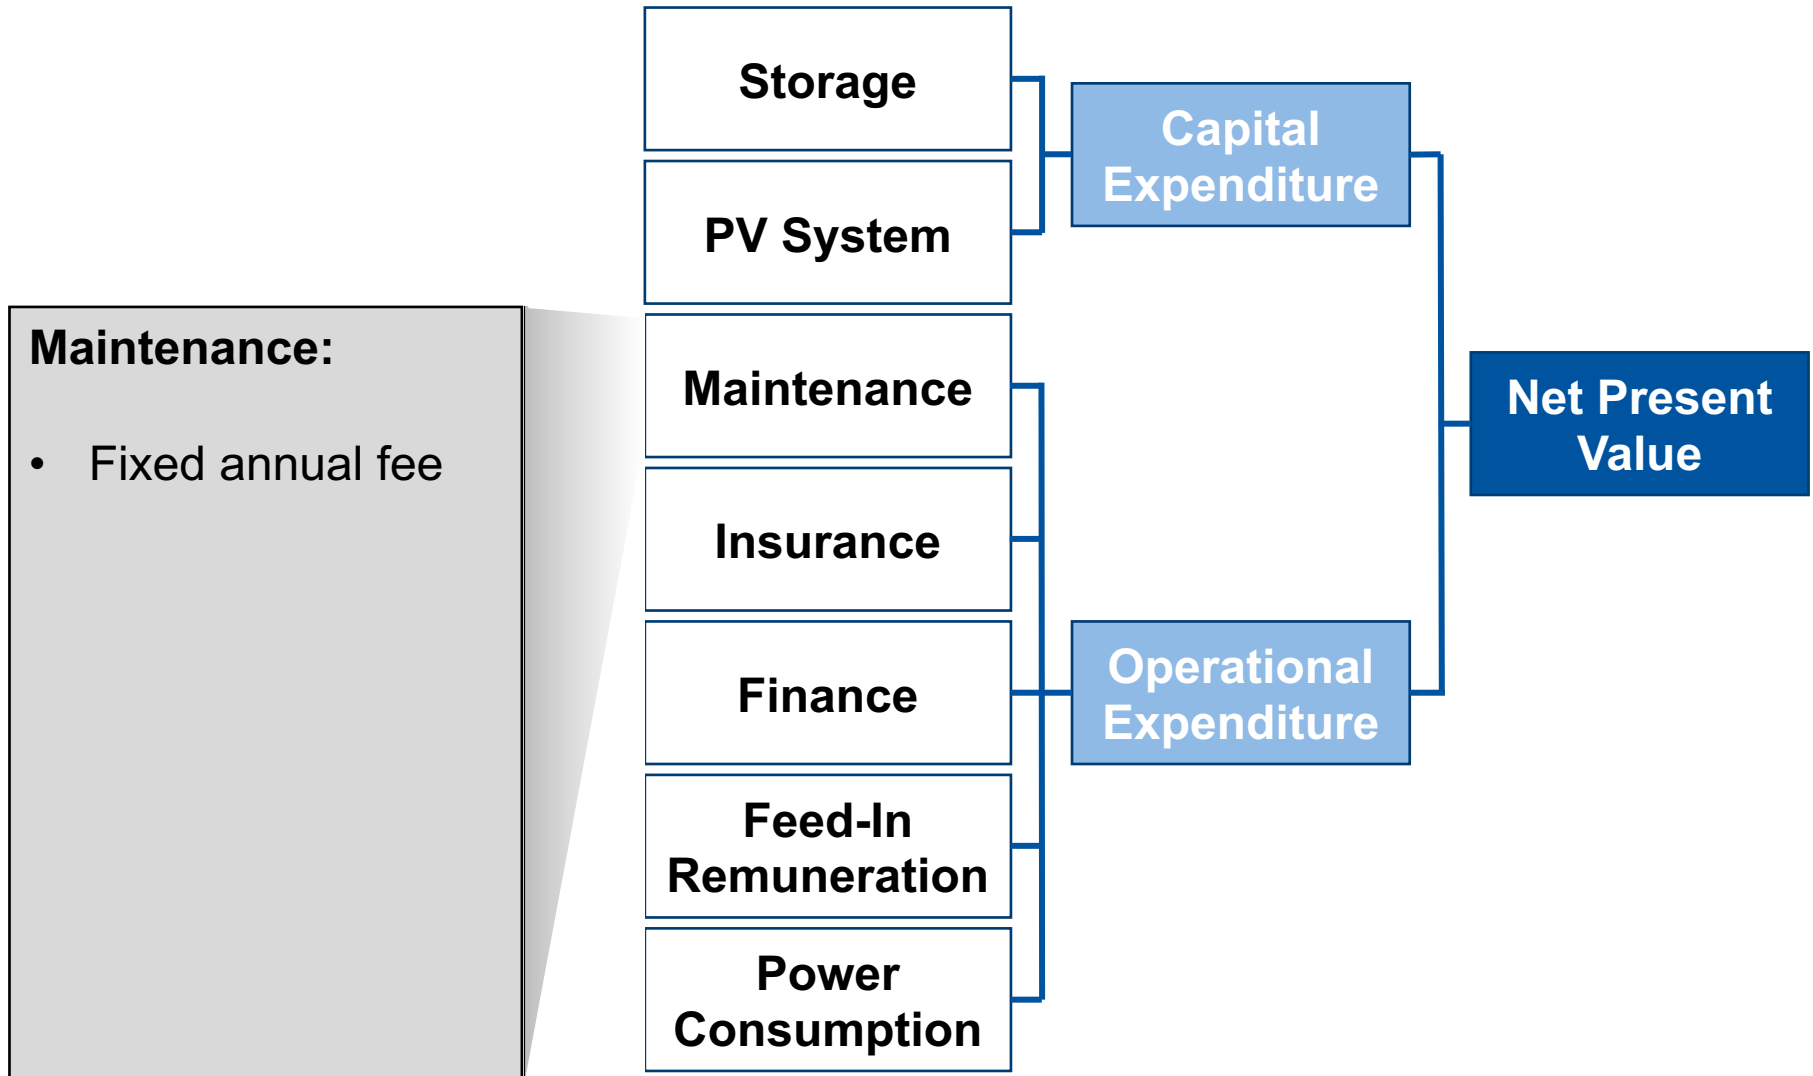 Storage
PV System
Capital
Expenditure
Maintenance:
• Fixed annual fee
Maintenance
Insurance
Finance
Feed-In
Remuneration
Power
Consumption
Operational
Expenditure
Net Present
Value